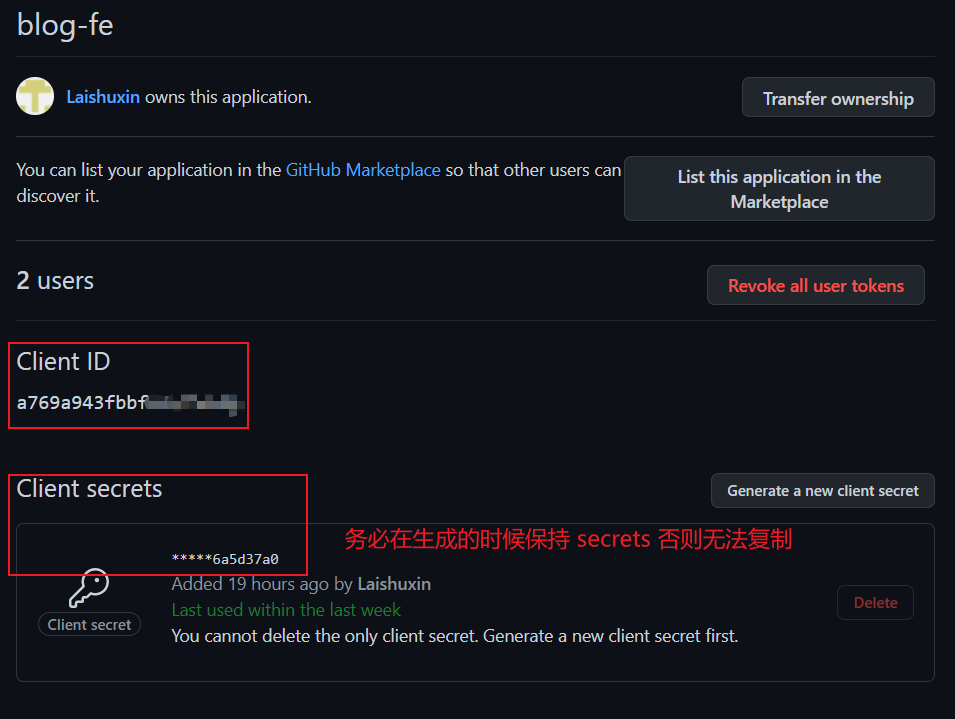 blog-fe
Laishuxin owns this application.
Transfer ownership
You can list your application in the GitHub Marketplace so that other users can
discover it.
List this application in the
Marketplace
2 users
Revoke all user tokens
Client ID
a769a943fbbf
Client secrets
Generate a new client secret
务必在生成的时候保持 secrets 否则无法复制
*****6a5d37a0
Added 19 hours ago by Laishuxin
Last used within the last week
You cannot delete the only client secret. Generate a new client secret first.
Client secret
Delete